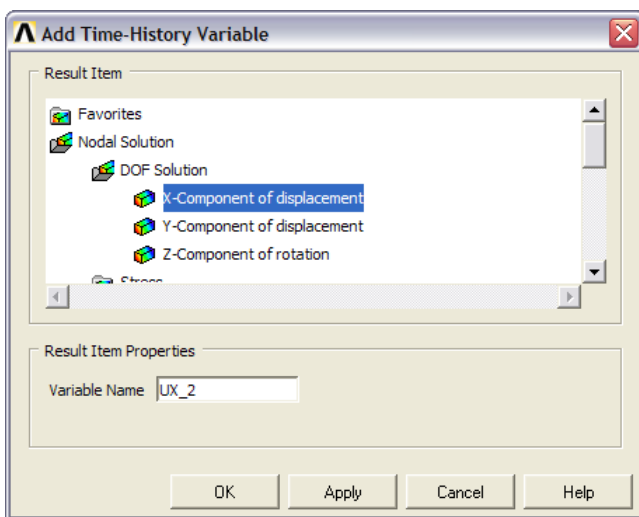 Add Time-History Variable
Result Item
Favorites
Nodal Solution
DOF Solution
X-Component of displacement
Y-Component of displacement
Z-Component of rotation
Stress
Result Item Properties
Variable Name UX_2
OK Apply Cancel Help